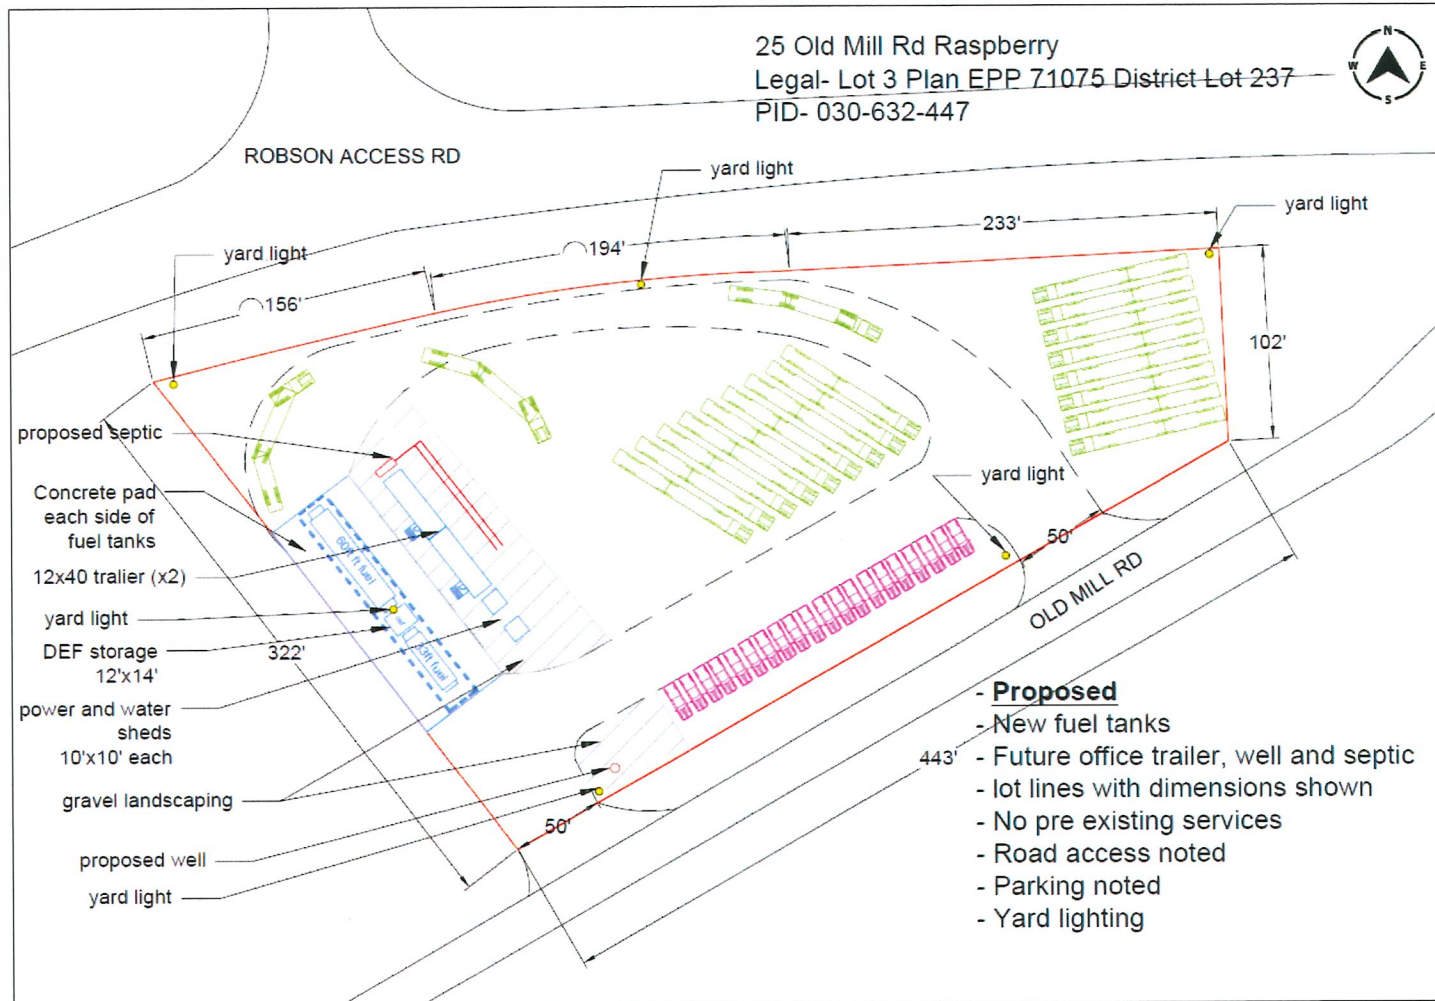 25 Old Mill Rd Raspberry
Legal- Lot 3 Plan EPP 71075 District Lot 237
PID- 030-632-447
N
W
E
S
ROBSON ACCESS RD
yard light
yard light
yard light
233'
194'
156'
102'
proposed septic
yard light
Concrete pad
each side of
fuel tanks
60ft fuel
12x40 tralier (x2)
50'
OLD MILL RD
yard light
DEF storage
12'x14'
322'
33ft fuel
power and water
sheds
10'x10' each
gravel landscaping
50'
proposed well
yard light
443'
- Proposed
- New fuel tanks
- Future office trailer, well and septic
- lot lines with dimensions shown
- No pre existing services
- Road access noted
- Parking noted
- Yard lighting